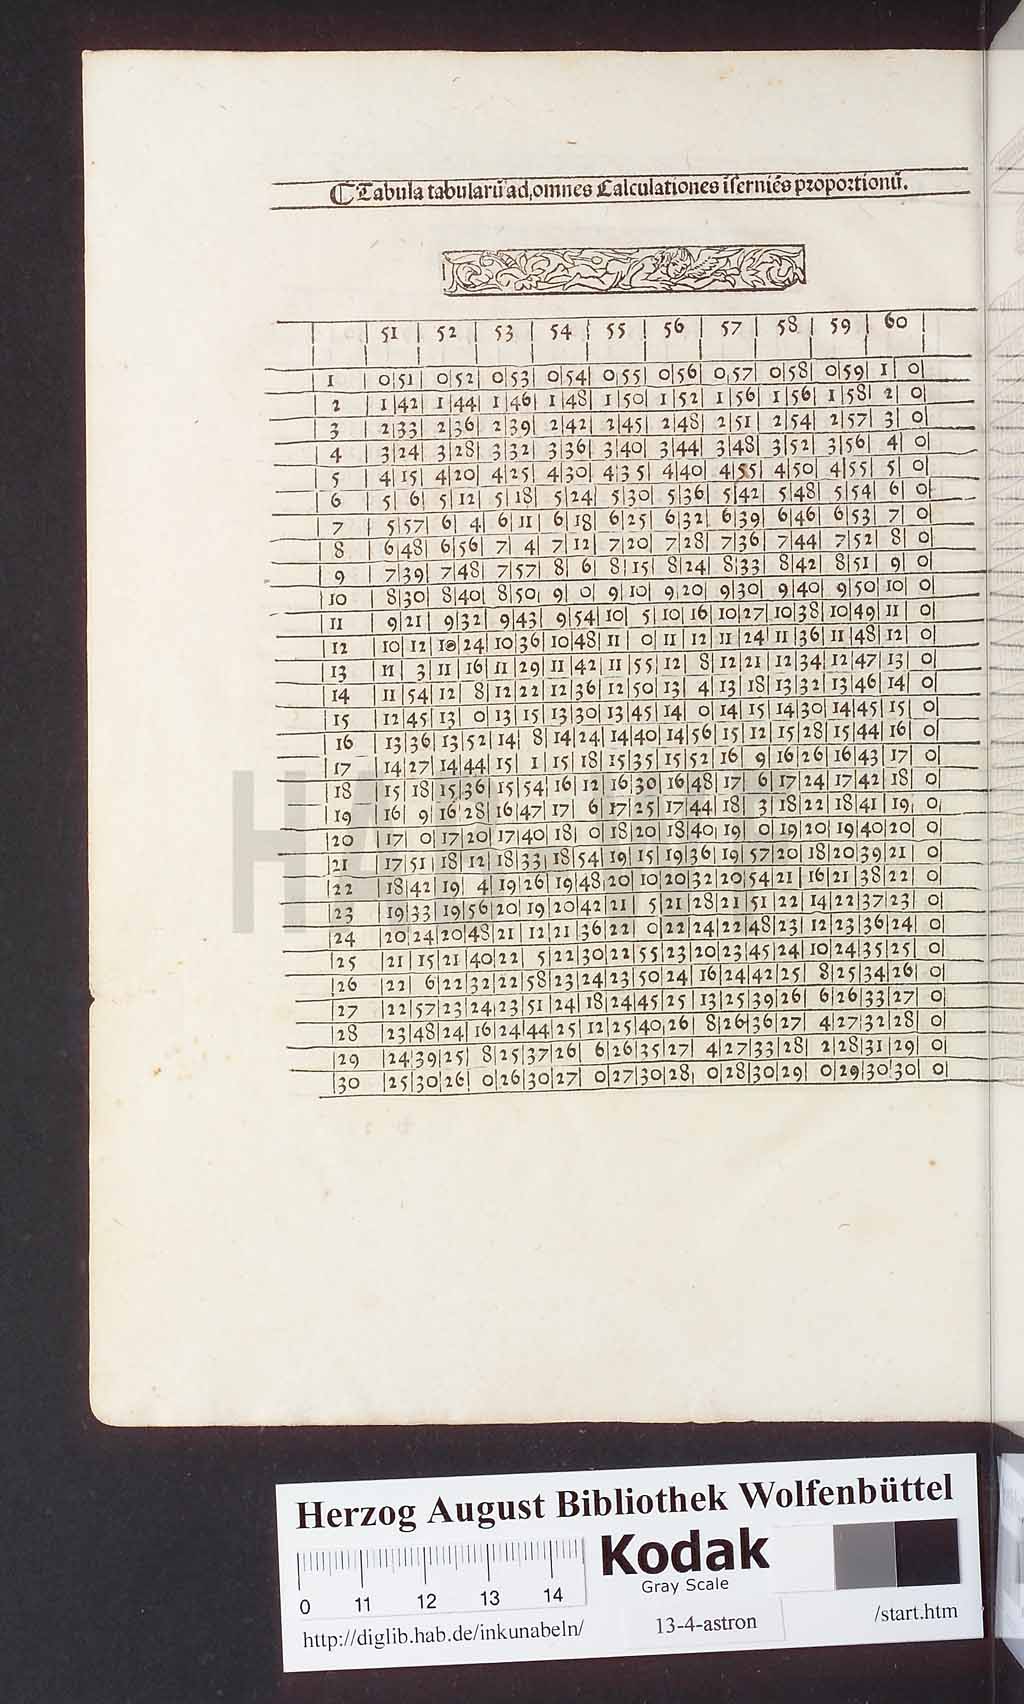 Tabula tabularū ad, omnes Calculationes ĩseruiẽs proportionũ.
51 52 53 54 55 56 57 58 59 60
1 0 51 0 52 0 53 0 54 0 55 0 56 0 57 0 58 0 59 1 0
2 1 42 1 44 1 46 1 48 1 50 1 52 1 56 1 56 1 58 2 0
3 2 33 2 36 2 39 2 42 2 45 2 48 2 51 2 54 2 57 3 0
4 3 24 3 28 3 32 3 36 3 40 3 44 3 48 3 52 3 56 4 0
5 4 15 4 20 4 25 4 30 4 35 4 40 4 55 4 50 4 55 5 0
6 5 6 5 12 5 18 5 24 5 30 5 36 5 42 5 48 5 54 6 0
7 5 57 6 4 6 11 6 18 6 25 6 32 6 39 6 46 6 53 7 0
8 6 48 6 56 7 4 7 12 7 20 7 28 7 36 7 44 7 52 8 0
9 7 39 7 48 7 57 8 6 8 15 8 24 8 33 8 42 8 51 9 0
10 8 30 8 40 8 50 9 0 9 10 9 20 9 30 9 40 9 50 10 0
11 9 21 9 32 9 43 9 54 10 5 10 16 10 27 10 38 10 49 11 0
12 10 12 10 24 10 36 10 48 11 0 11 12 11 24 11 36 11 48 12 0
13 11 3 11 16 11 29 11 42 11 55 12 8 12 21 12 34 12 47 13 0
14 11 54 12 8 12 22 12 36 12 50 13 4 13 18 13 32 13 46 14 0
15 12 45 13 0 13 15 13 30 13 45 14 0 14 15 14 30 14 45 15 0
16 13 36 13 52 14 8 14 24 14 40 14 56 15 12 15 28 15 44 16 0
17 14 27 14 44 15 1 15 18 15 35 15 52 16 9 16 26 16 43 17 0
18 15 18 15 36 15 54 16 12 16 30 16 48 17 6 17 24 17 42 18 0
19 16 9 16 28 16 47 17 6 17 25 17 44 18 3 18 22 18 41 19 0
20 17 0 17 20 17 40 18 0 18 20 18 40 19 0 19 20 19 40 20 0
21 17 51 18 12 18 33 18 54 19 15 19 36 19 57 20 18 20 39 21 0
22 18 42 19 4 19 26 19 48 20 10 20 32 20 54 21 16 21 38 22 0
23 19 33 19 56 20 19 20 42 21 5 21 28 21 51 22 14 22 37 23 0
24 20 24 20 48 21 12 21 36 22 0 22 24 22 48 23 12 23 36 24 0
25 21 15 21 40 22 5 22 30 22 55 23 20 23 45 24 10 24 35 25 0
26 22 6 22 32 22 58 23 24 23 50 24 16 24 42 25 8 25 34 26 0
27 22 57 23 24 23 51 24 18 24 45 25 13 25 39 26 6 26 33 27 0
28 23 48 24 16 24 44 25 12 25 40 26 8 26 36 27 4 27 32 28 0
29 24 39 25 8 25 37 26 6 26 35 27 4 27 33 28 2 28 31 29 0
30 25 30 26 0 26 30 27 0 27 30 28 0 28 30 29 0 29 30 30 0
Herzog August Bibliothek Wolfenbüttel
Kodak
Gray Scale
0 11 12 13 14
http://diglib.hab.de/inkunabeln/
13-4-astron
/start.htm